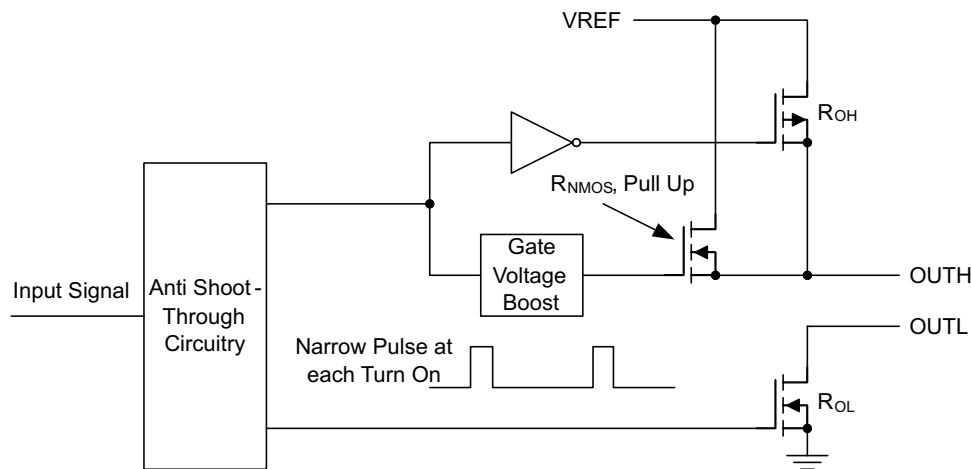 VREF
ROH
RNMOS, Pull Up
Gate
Voltage
Boost
Input Signal
Anti Shoot-
Through
Circuitry
OUTH
OUTL
Narrow Pulse at
each Turn On
ROL